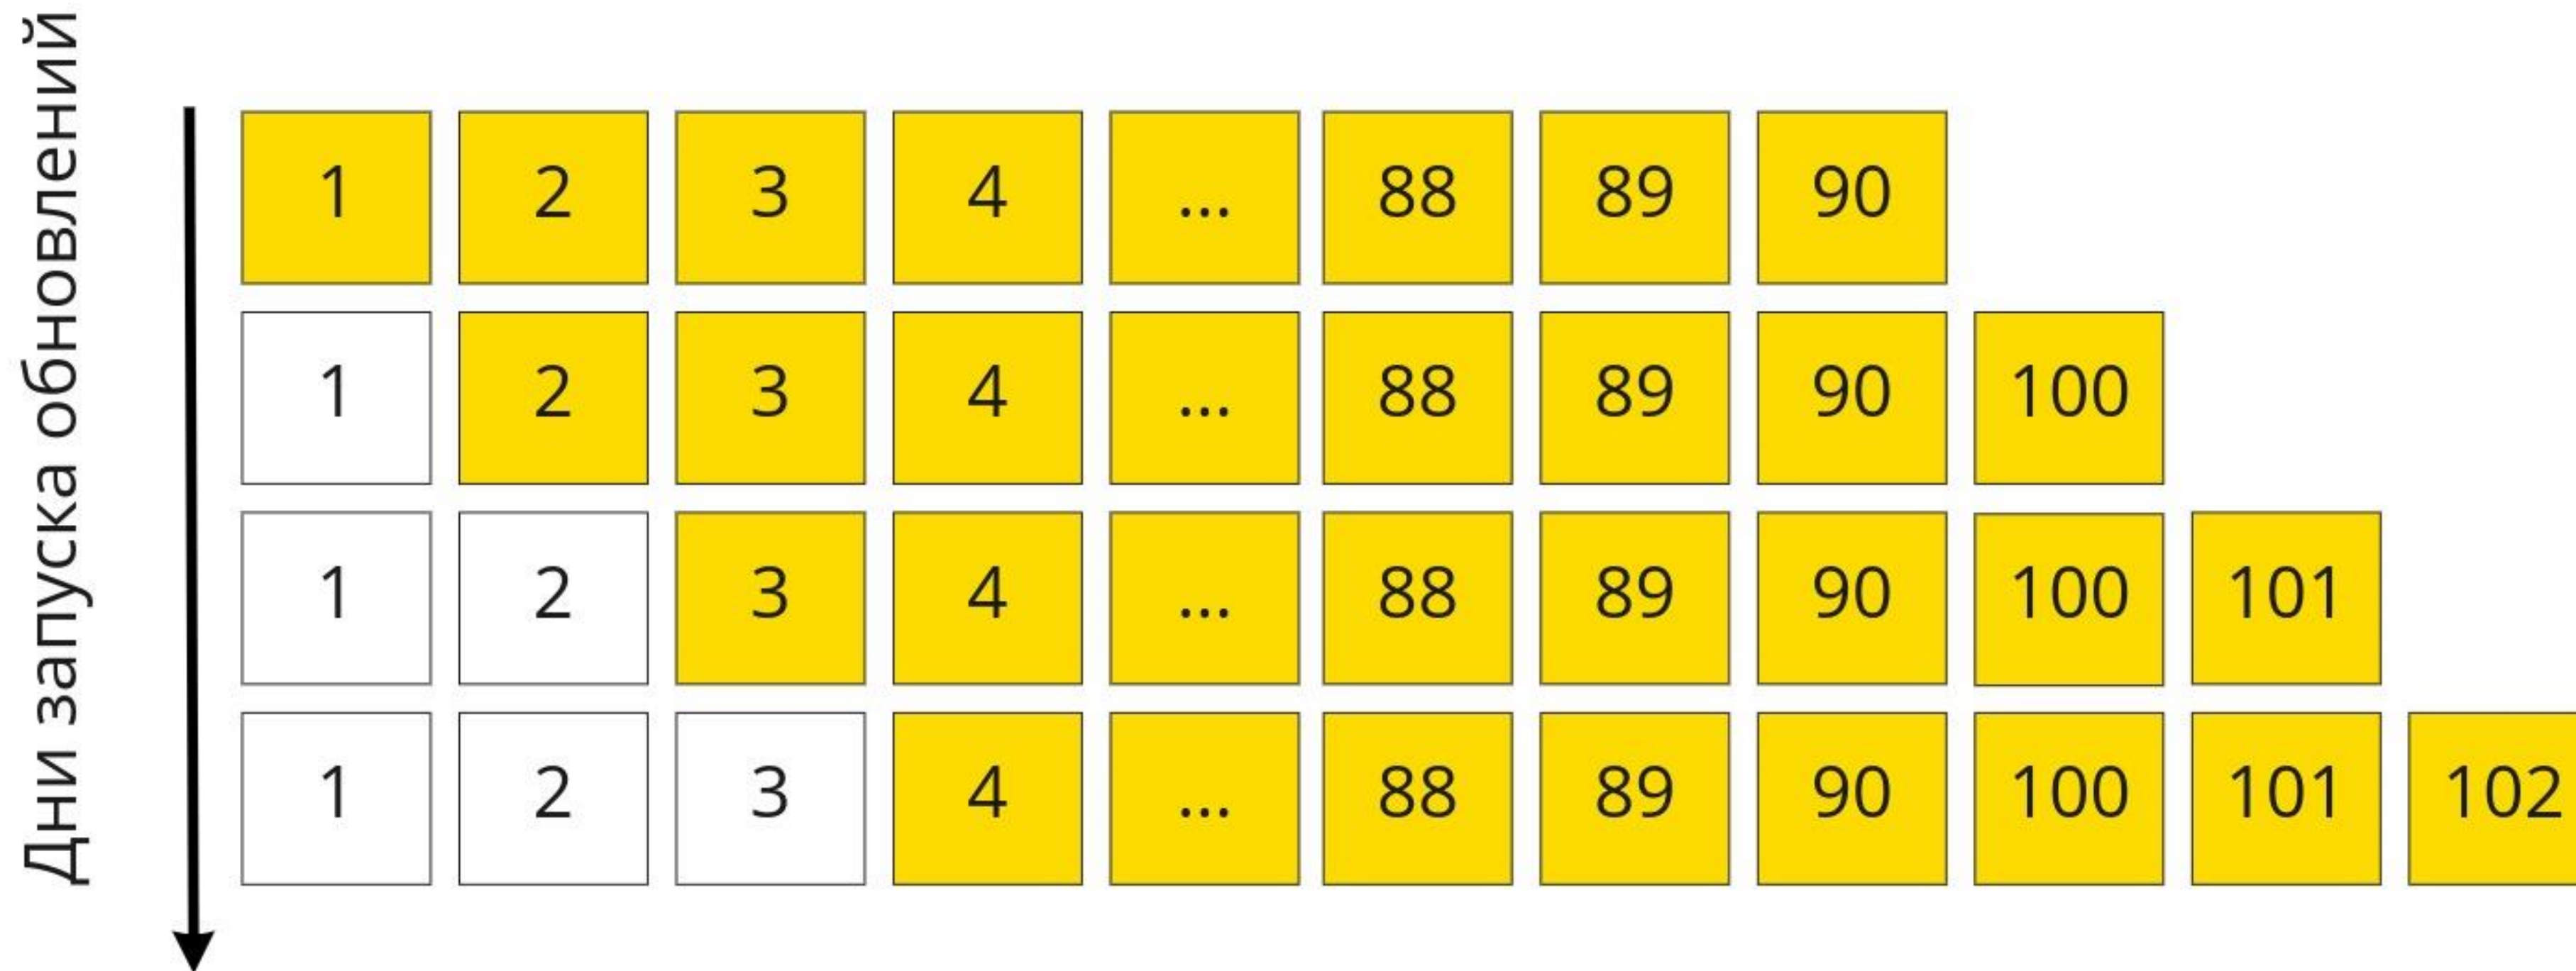 Дни запуска обновлений
1 2 3 4 ... 88 89 90
1 2 3 4 ... 88 89 90 100
1 2 3 4 ... 88 89 90 100 101
1 2 3 4 ... 88 89 90 100 101 102